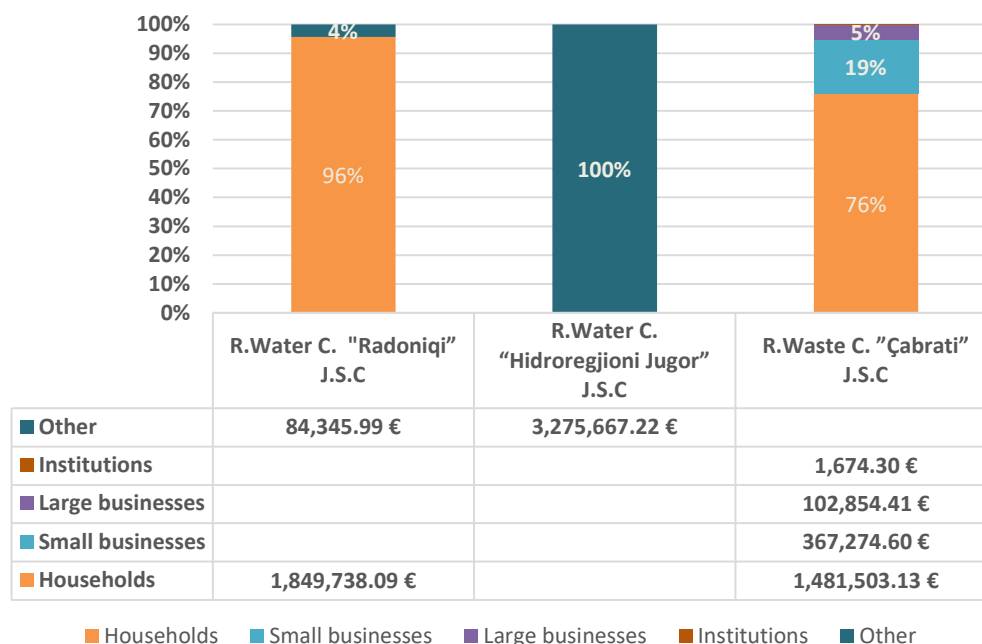 100%
90%
80%
70%
60%
50%
40%
30%
20%
10%
0%
4%
96%
100%
5%
19%
76%
R.Water C. "Radoniqi”
J.S.C
R.Water C.
“Hidroregjioni Jugor”
J.S.C
R.Waste C. ”Çabrati”
J.S.C
Other 84,345.99 € 3,275,667.22 €
Institutions 1,674.30 €
Large businesses 102,854.41 €
Small businesses 367,274.60 €
Households 1,849,738.09 € 1,481,503.13 €
Households Small businesses Large businesses Institutions Other